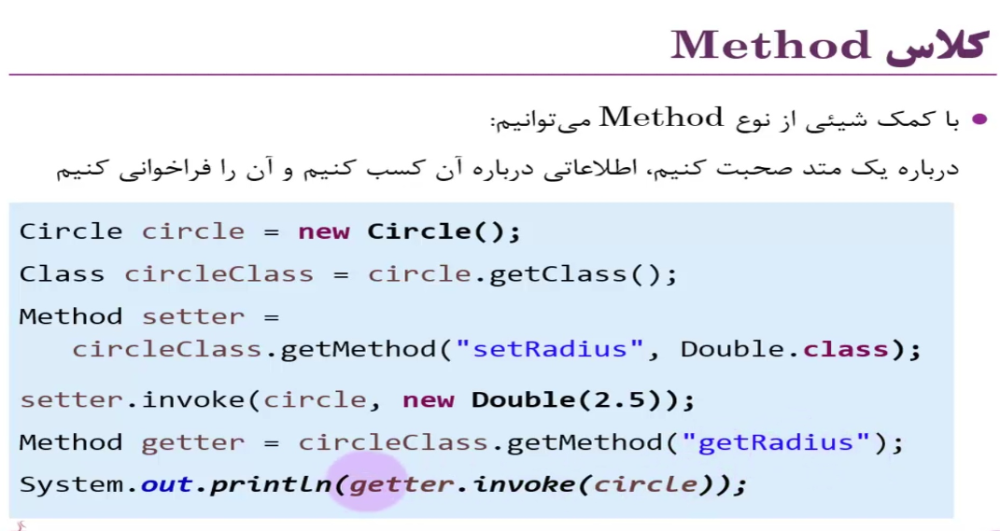 کلاس Method
با کمک شیئی از نوع Method می‌توانیم:
درباره یک متد صحبت کنیم، اطلاعاتی درباره آن کسب کنیم و آن را فراخوانی کنیم
Circle circle = new Circle();
Class circleClass = circle.getClass();
Method setter =
circleClass.getMethod("setRadius", Double.class);
setter.invoke(circle, new Double(2.5));
Method getter = circleClass.getMethod("getRadius");
System.out.println(getter.invoke(circle));